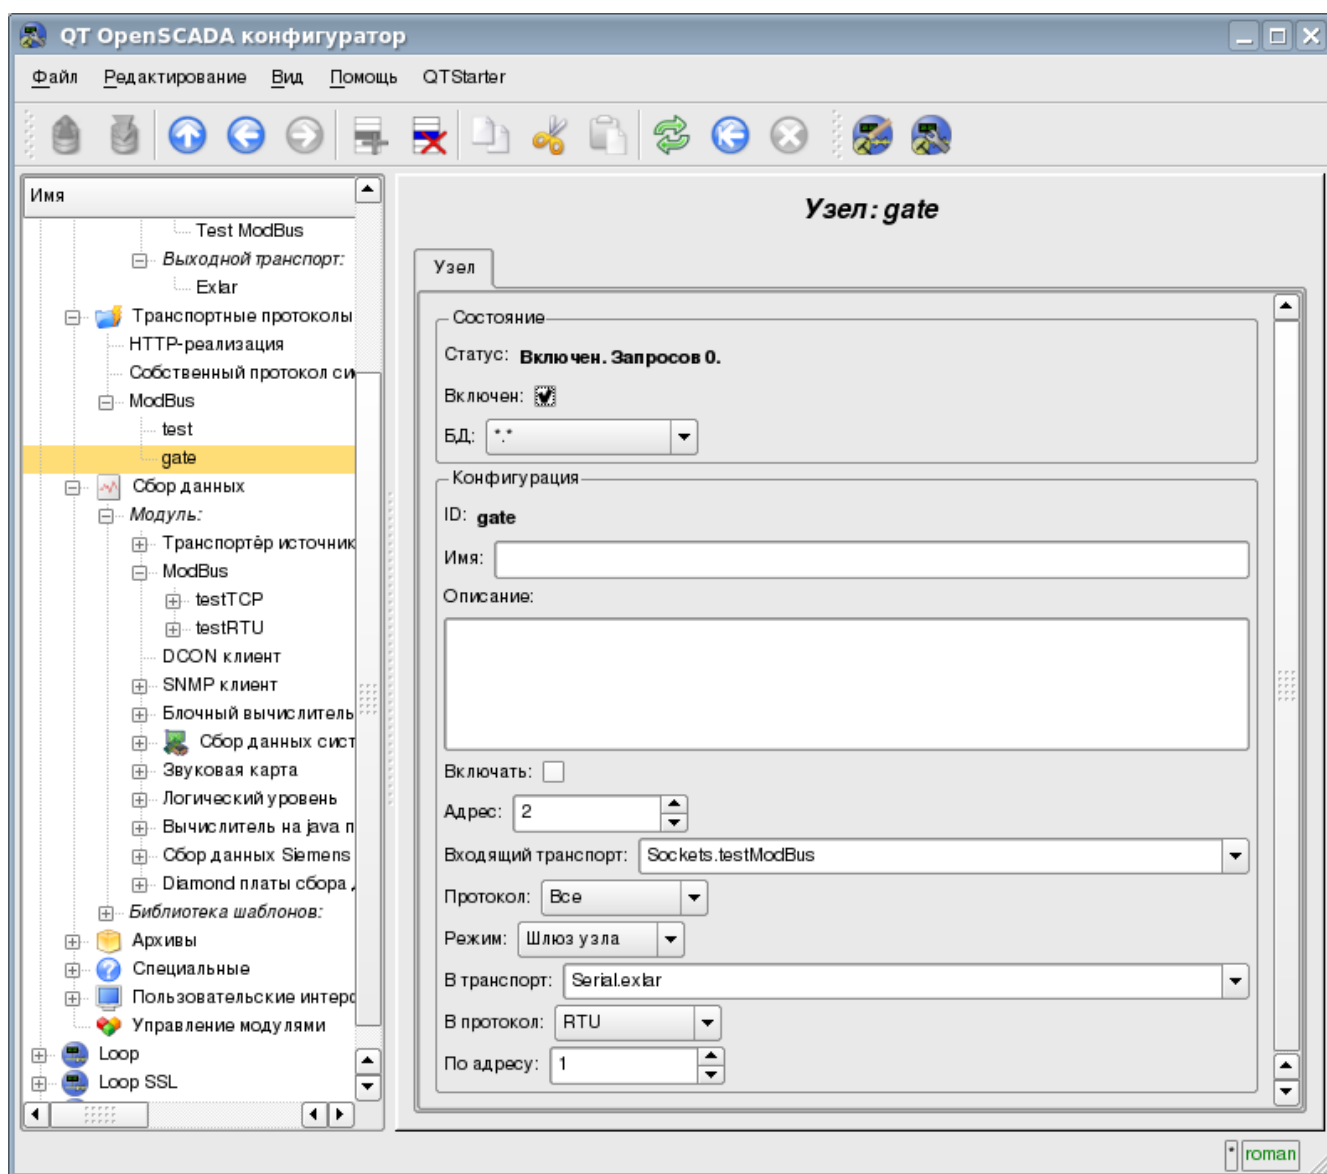 QT OpenSCADA конфигуратор
Файл Редактирование Вид Помощь QTStarter
Имя
Test ModBus
Выходной транспорт:
Exlar
Транспортные протоколы
HTTP-реализация
Собственный протокол си
ModBus
test
gate
Сбор данных
Модуль:
Транспортёр источник
ModBus
testTCP
testRTU
DCON клиент
SNMP клиент
Блочный вычислитель
Сбор данных сист
Звуковая карта
Логический уровень
Вычислитель на java п
Сбор данных Siemens
Diamond платы сбора
Библиотека шаблонов:
Архивы
Специальные
Пользовательские интерф
Управление модулями
Loop
Loop SSL
Узел: gate
Узел
Состояние
Статус: Включен. Запросов 0.
Включен:
БД: *.*
Конфигурация
ID: gate
Имя:
Описание:
Включать:
Адрес: 2
Входящий транспорт: Sockets.testModBus
Протокол: Все
Режим: Шлюз узла
В транспорт: Serial.exlar
В протокол: RTU
По адресу: 1
* roman